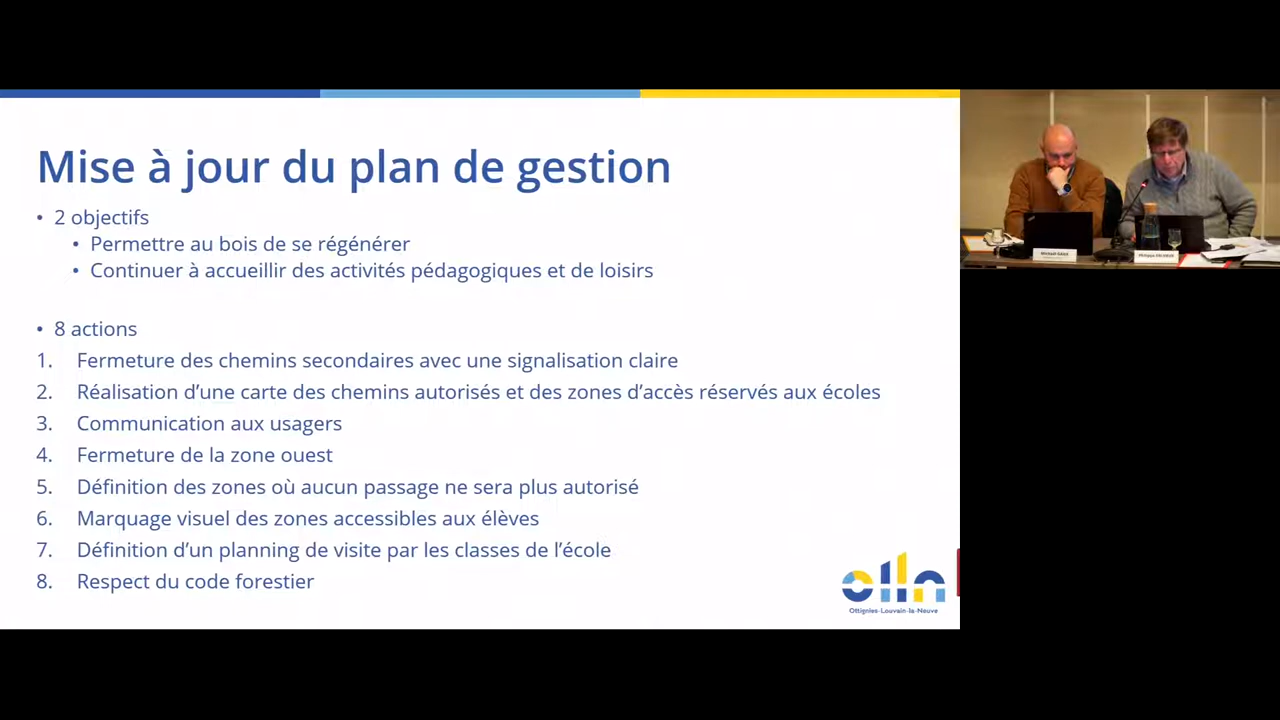 Mise à jour du plan de gestion
• 2 objectifs
• Permettre au bois de se régénérer
• Continuer à accueillir des activités pédagogiques et de loisirs
• 8 actions
1. Fermeture des chemins secondaires avec une signalisation claire
2. Réalisation d’une carte des chemins autorisés et des zones d’accès réservés aux écoles
3. Communication aux usagers
4. Fermeture de la zone ouest
5. Définition des zones où aucun passage ne sera plus autorisé
6. Marquage visuel des zones accessibles aux élèves
7. Définition d’un planning de visite par les classes de l’école
8. Respect du code forestier
olln
Ottignies-Louvain-la-Neuve